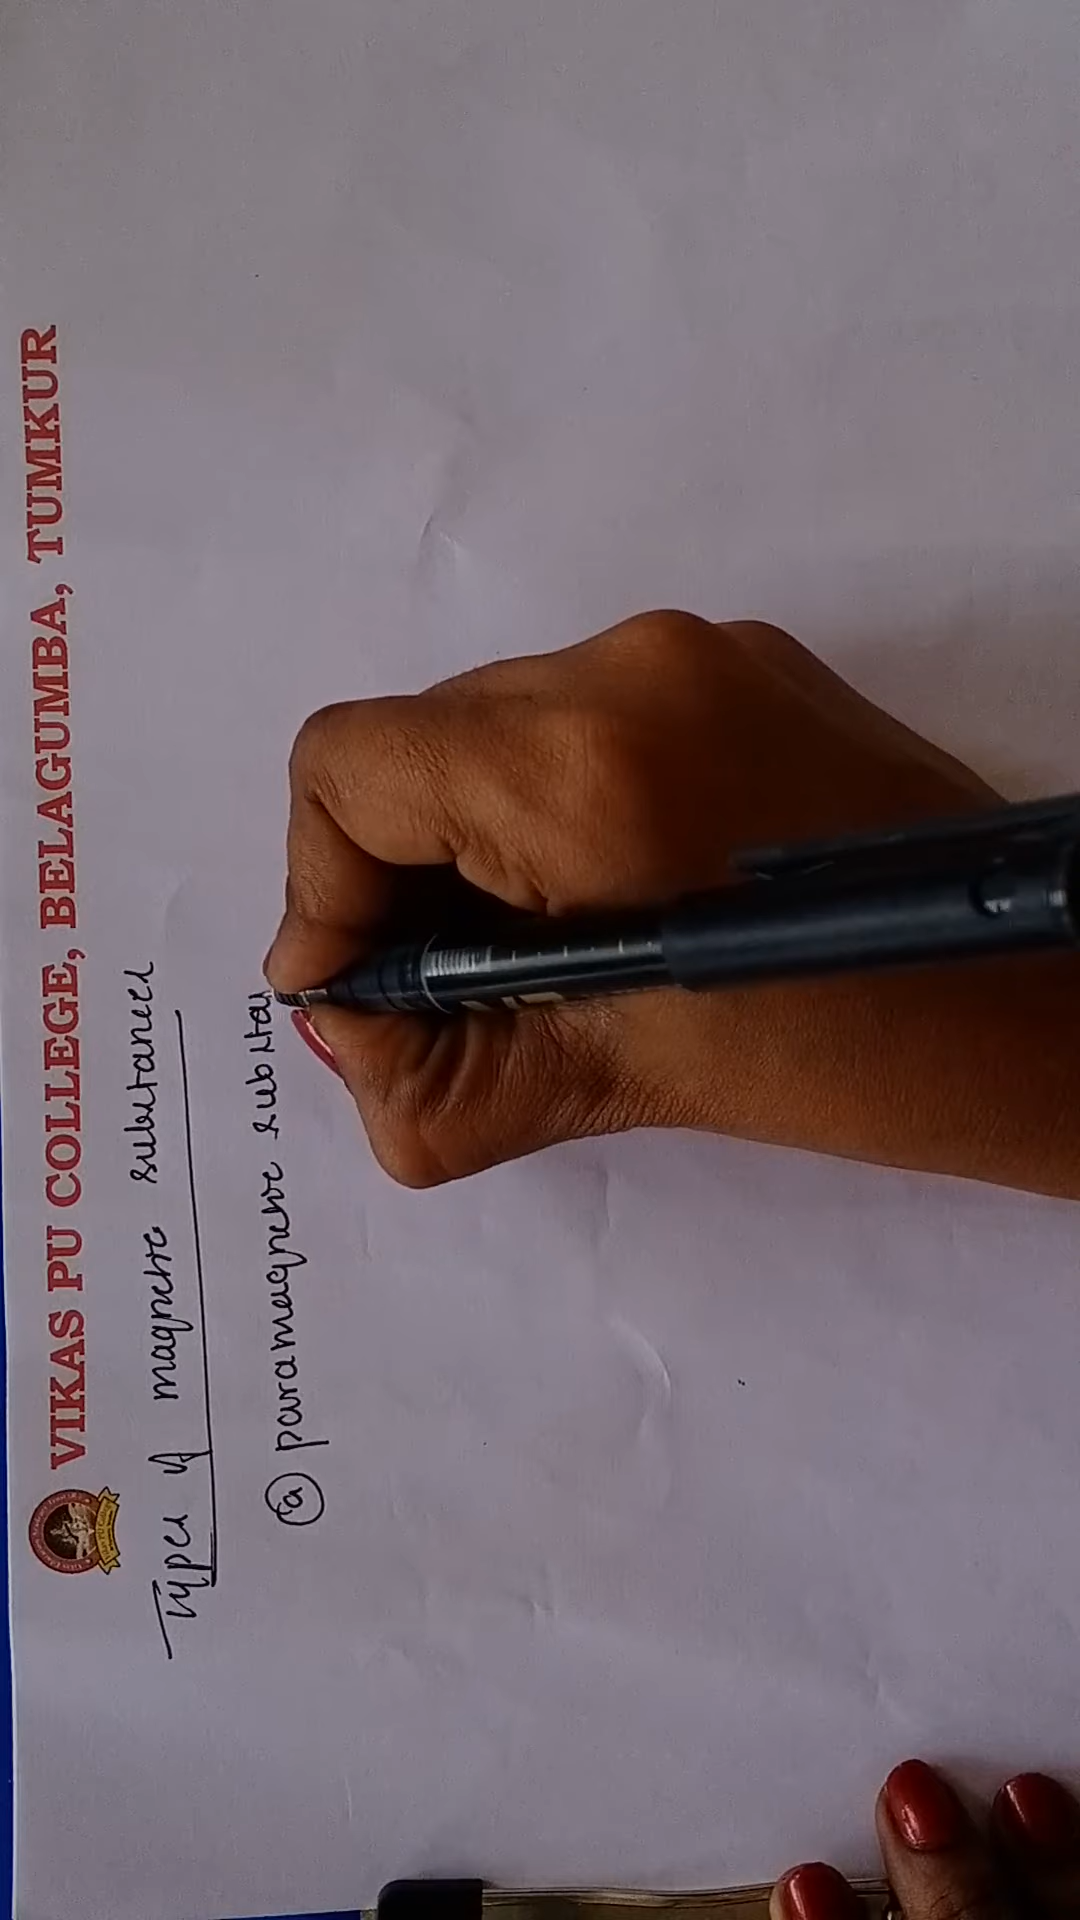 VIKAS PU COLLEGE, BELAGUMBA, TUMKUR
Types of magnetic substances
(a) paramagnetic substan